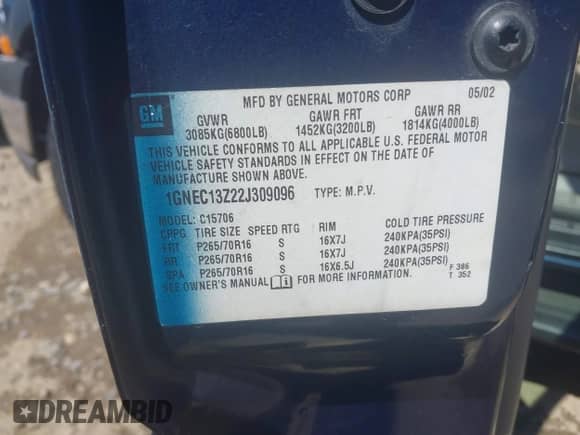 GM
MFD BY GENERAL MOTORS CORP 05/02
GVWR GAWR FRT GAWR RR
3085KG(6800LB) 1452KG(3200LB) 1814KG(4000LB)
THIS VEHICLE CONFORMS TO ALL APPLICABLE U.S. FEDERAL MOTOR
VEHICLE SAFETY STANDARDS IN EFFECT ON THE DATE OF
MANUFACTURE SHOWN ABOVE.
1GNEC13Z22J309096 TYPE: M.P.V.
MODEL: C15706
CPPG. TIRE SIZE SPEED RTG RIM COLD TIRE PRESSURE
FRT P265/70R16 S 16X7J 240KPA(35PSI)
RR P265/70R16 S 16X7J 240KPA(35PSI)
SPA P265/70R16 S 16X6.5J 240KPA(35PSI) F 386
SEE OWNER'S MANUAL FOR MORE INFORMATION. T 352
DREAMBID